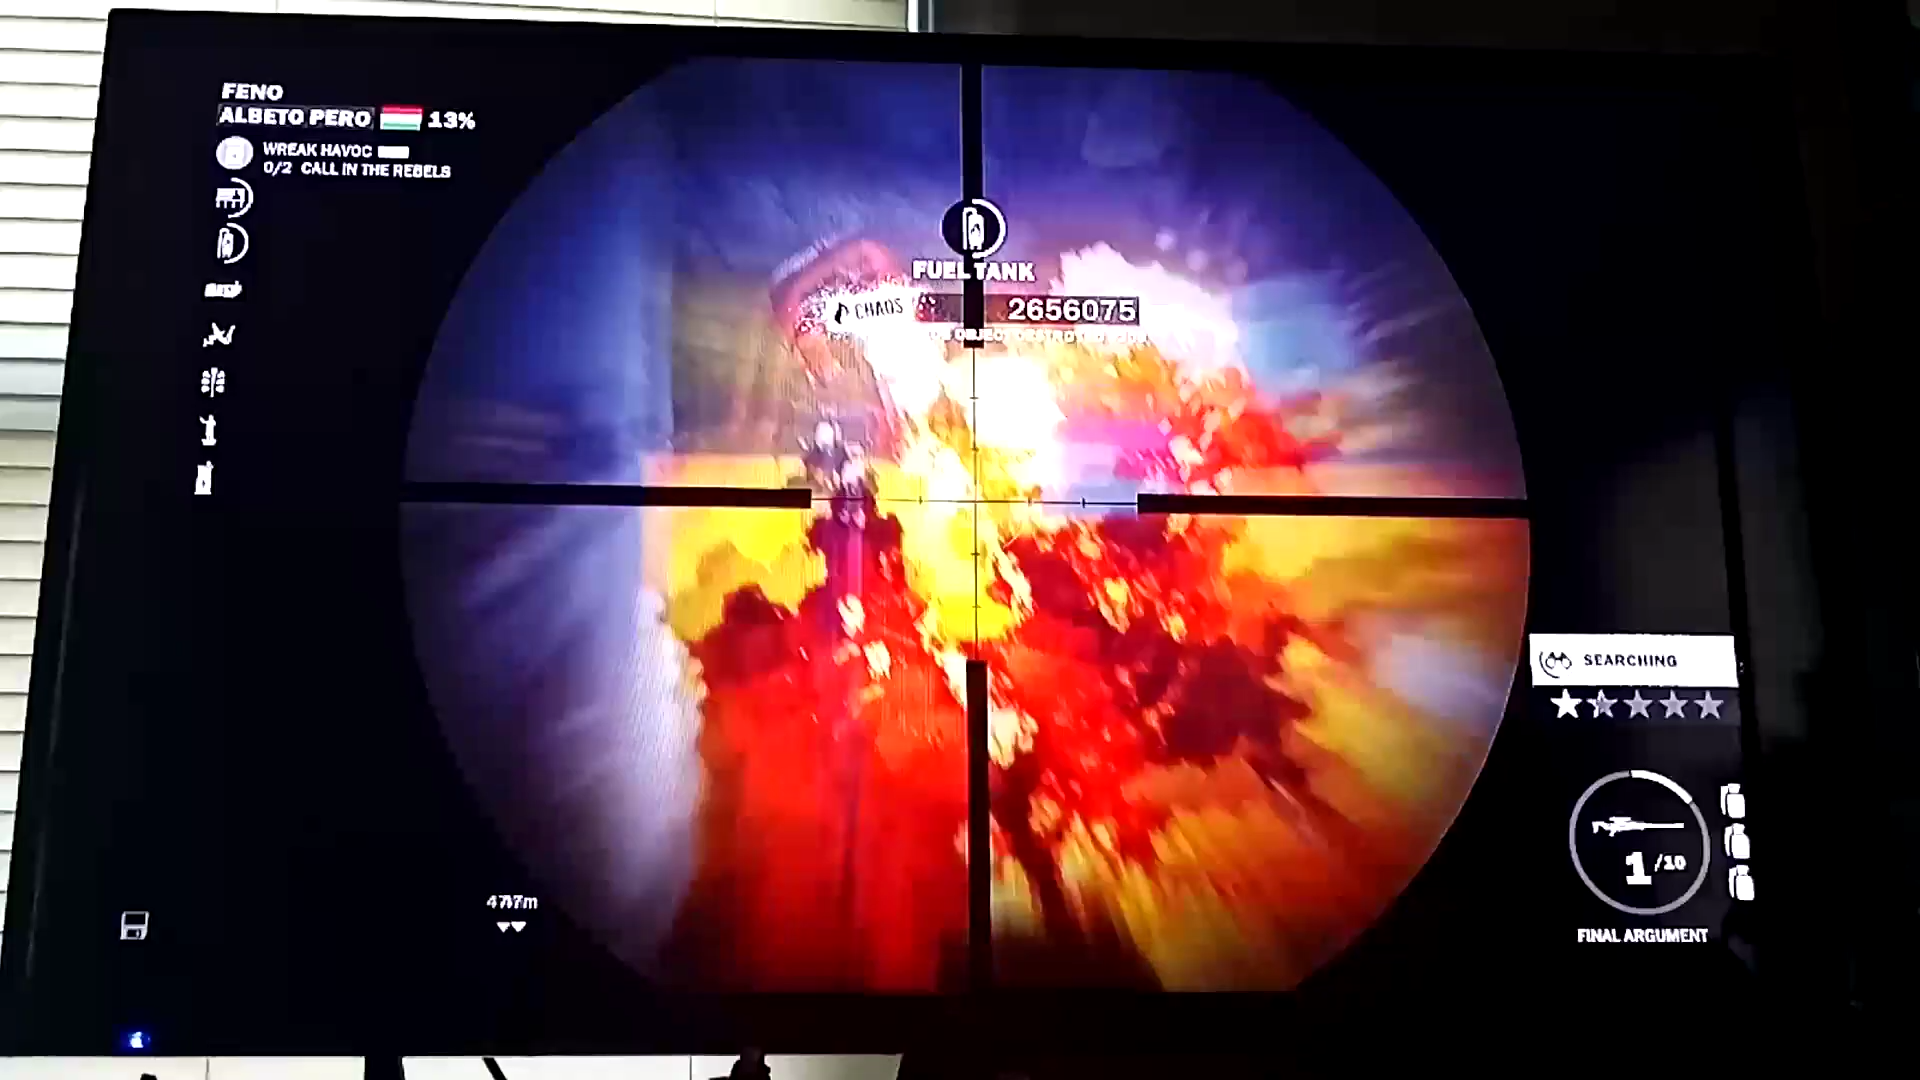 FENO
ALBETO PERO 13%
WREAK HAVOC
0/2 CALL IN THE REBELS
FUEL TANK
CHAOS
2656075
SEARCHING
1/10
FINAL ARGUMENT